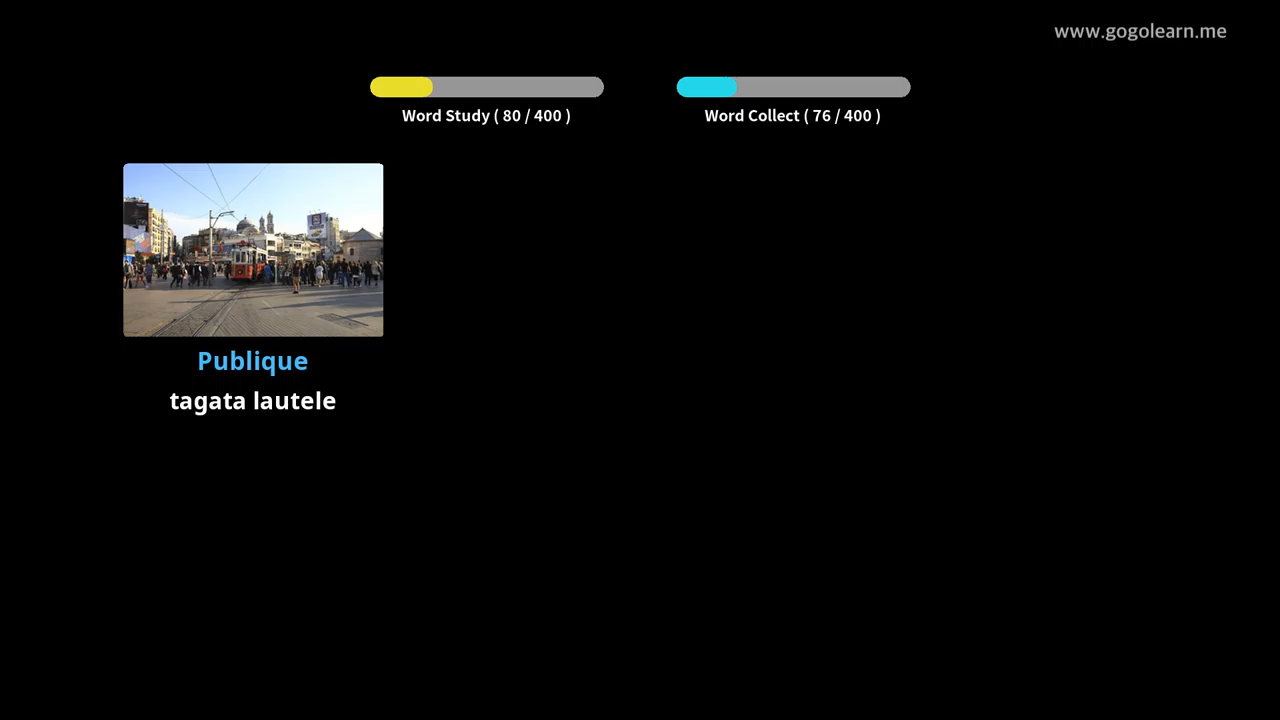 www.gogolearn.me
Word Study ( 80 / 400 )
Word Collect ( 76 / 400 )
Publique
tagata lautele